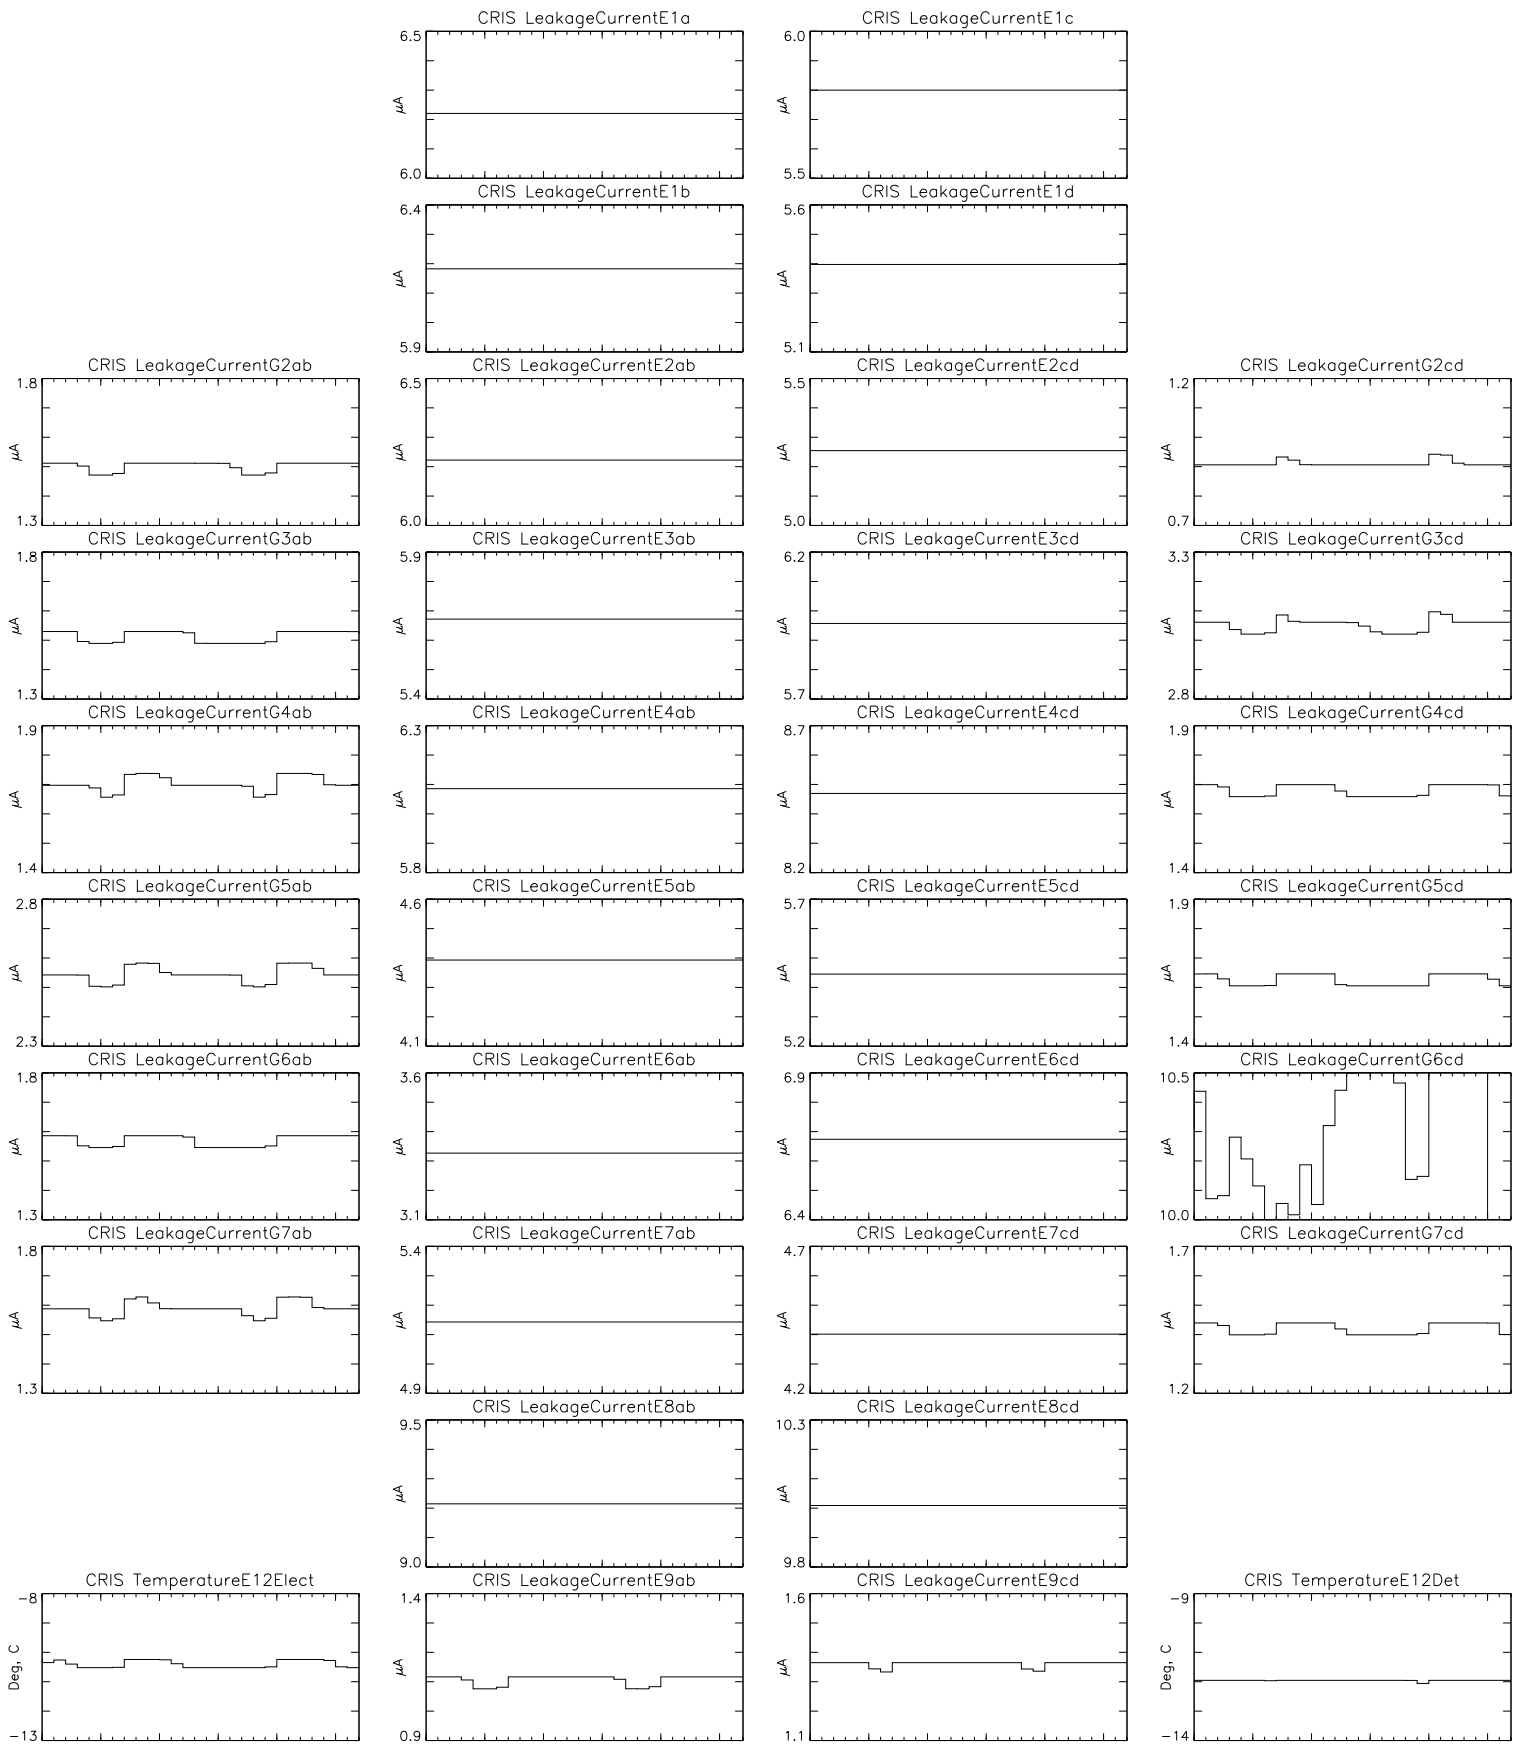 CRIS LeakageCurrentE1a
6.5
μA
6.0
CRIS LeakageCurrentE1c
6.0
μA
5.5
CRIS LeakageCurrentE1b
6.4
μA
5.9
CRIS LeakageCurrentE1d
5.6
μA
5.1
CRIS LeakageCurrentG2ab
1.8
μA
1.3
CRIS LeakageCurrentE2ab
6.5
μA
6.0
CRIS LeakageCurrentE2cd
5.5
μA
5.0
CRIS LeakageCurrentG2cd
1.2
μA
0.7
CRIS LeakageCurrentG3ab
1.8
μA
1.3
CRIS LeakageCurrentE3ab
5.9
μA
5.4
CRIS LeakageCurrentE3cd
6.2
μA
5.7
CRIS LeakageCurrentG3cd
3.3
μA
2.8
CRIS LeakageCurrentG4ab
1.9
μA
1.4
CRIS LeakageCurrentE4ab
6.3
μA
5.8
CRIS LeakageCurrentE4cd
8.7
μA
8.2
CRIS LeakageCurrentG4cd
1.9
μA
1.4
CRIS LeakageCurrentG5ab
2.8
μA
2.3
CRIS LeakageCurrentE5ab
4.6
μA
4.1
CRIS LeakageCurrentE5cd
5.7
μA
5.2
CRIS LeakageCurrentG5cd
1.9
μA
1.4
CRIS LeakageCurrentG6ab
1.8
μA
1.3
CRIS LeakageCurrentE6ab
3.6
μA
3.1
CRIS LeakageCurrentE6cd
6.9
μA
6.4
CRIS LeakageCurrentG6cd
10.5
μA
10.0
CRIS LeakageCurrentG7ab
1.8
μA
1.3
CRIS LeakageCurrentE7ab
5.4
μA
4.9
CRIS LeakageCurrentE7cd
4.7
μA
4.2
CRIS LeakageCurrentG7cd
1.7
μA
1.2
CRIS LeakageCurrentE8ab
9.5
μA
9.0
CRIS LeakageCurrentE8cd
10.3
μA
9.8
CRIS TemperatureE12Elect
-8
Deg, C
-13
CRIS LeakageCurrentE9ab
1.4
μA
0.9
CRIS LeakageCurrentE9cd
1.6
μA
1.1
CRIS TemperatureE12Det
-9
Deg, C
-14